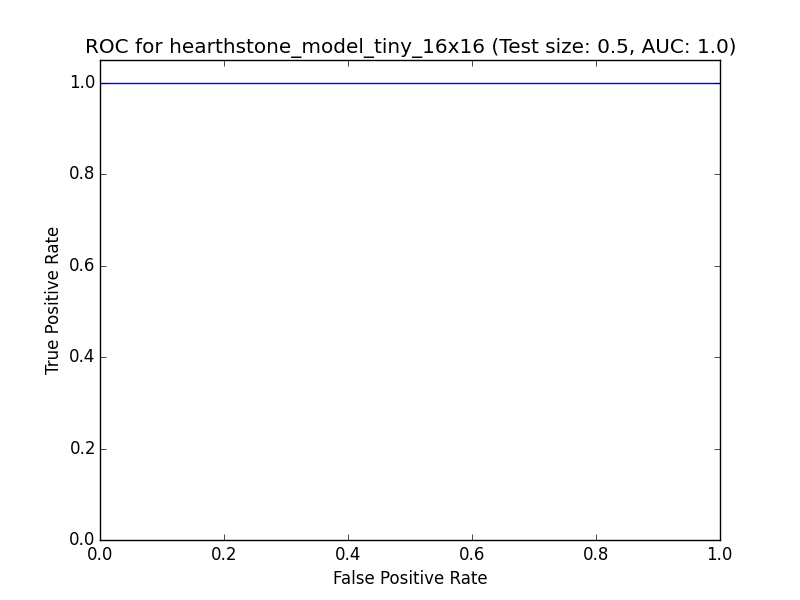 ROC for hearthstone_model_tiny_16x16 (Test size: 0.5, AUC: 1.0)
1.0
0.8
0.6
0.4
0.2
0.0
True Positive Rate
0.0 0.2 0.4 0.6 0.8 1.0
False Positive Rate